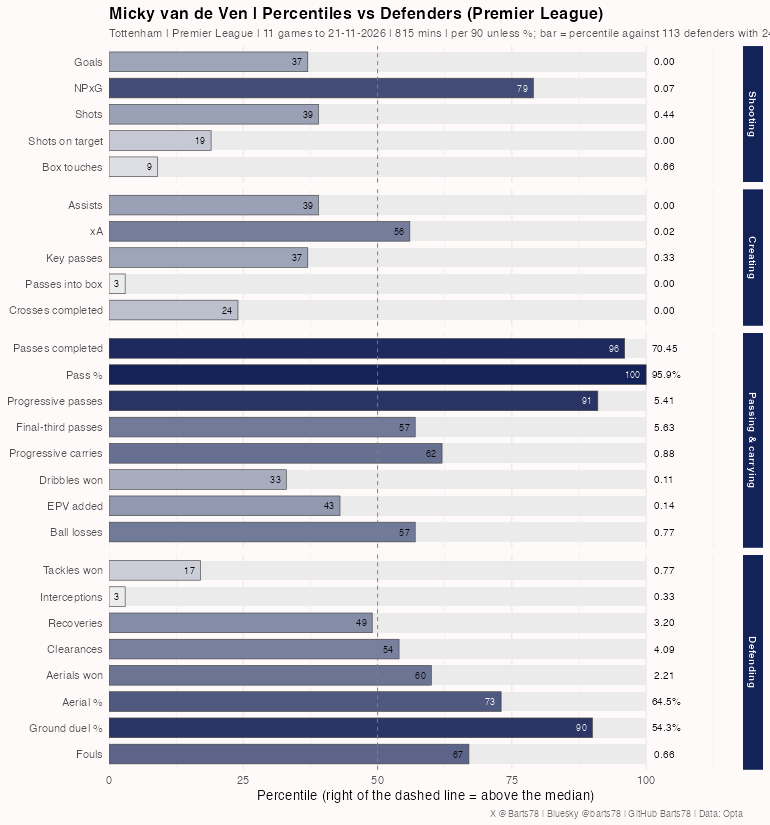 Micky van de Ven | Percentiles vs Defenders (Premier League)
Tottenham | Premier League | 11 games to 21-11-2026 | 815 mins | per 90 unless %; bar = percentile against 113 defenders with 24
Goals 37 0.00
NPxG 79 0.07
Shots 39 0.44
Shots on target 19 0.00
Box touches 9 0.66
Shooting
Assists 39 0.00
xA 56 0.02
Key passes 37 0.33
Passes into box 3 0.00
Crosses completed 24 0.00
Creating
Passes completed 96 70.45
Pass % 100 95.9%
Progressive passes 91 5.41
Final-third passes 57 5.63
Progressive carries 62 0.88
Dribbles won 33 0.11
EPV added 43 0.14
Ball losses 57 0.77
Passing & carrying
Tackles won 17 0.77
Interceptions 3 0.33
Recoveries 49 3.20
Clearances 54 4.09
Aerials won 60 2.21
Aerial % 73 64.5%
Ground duel % 90 54.3%
Fouls 67 0.66
Defending
0 25 50 75 100
Percentile (right of the dashed line = above the median)
X @Barts78 | Bluesky @barts78 | GitHub Barts78 | Data: Opta